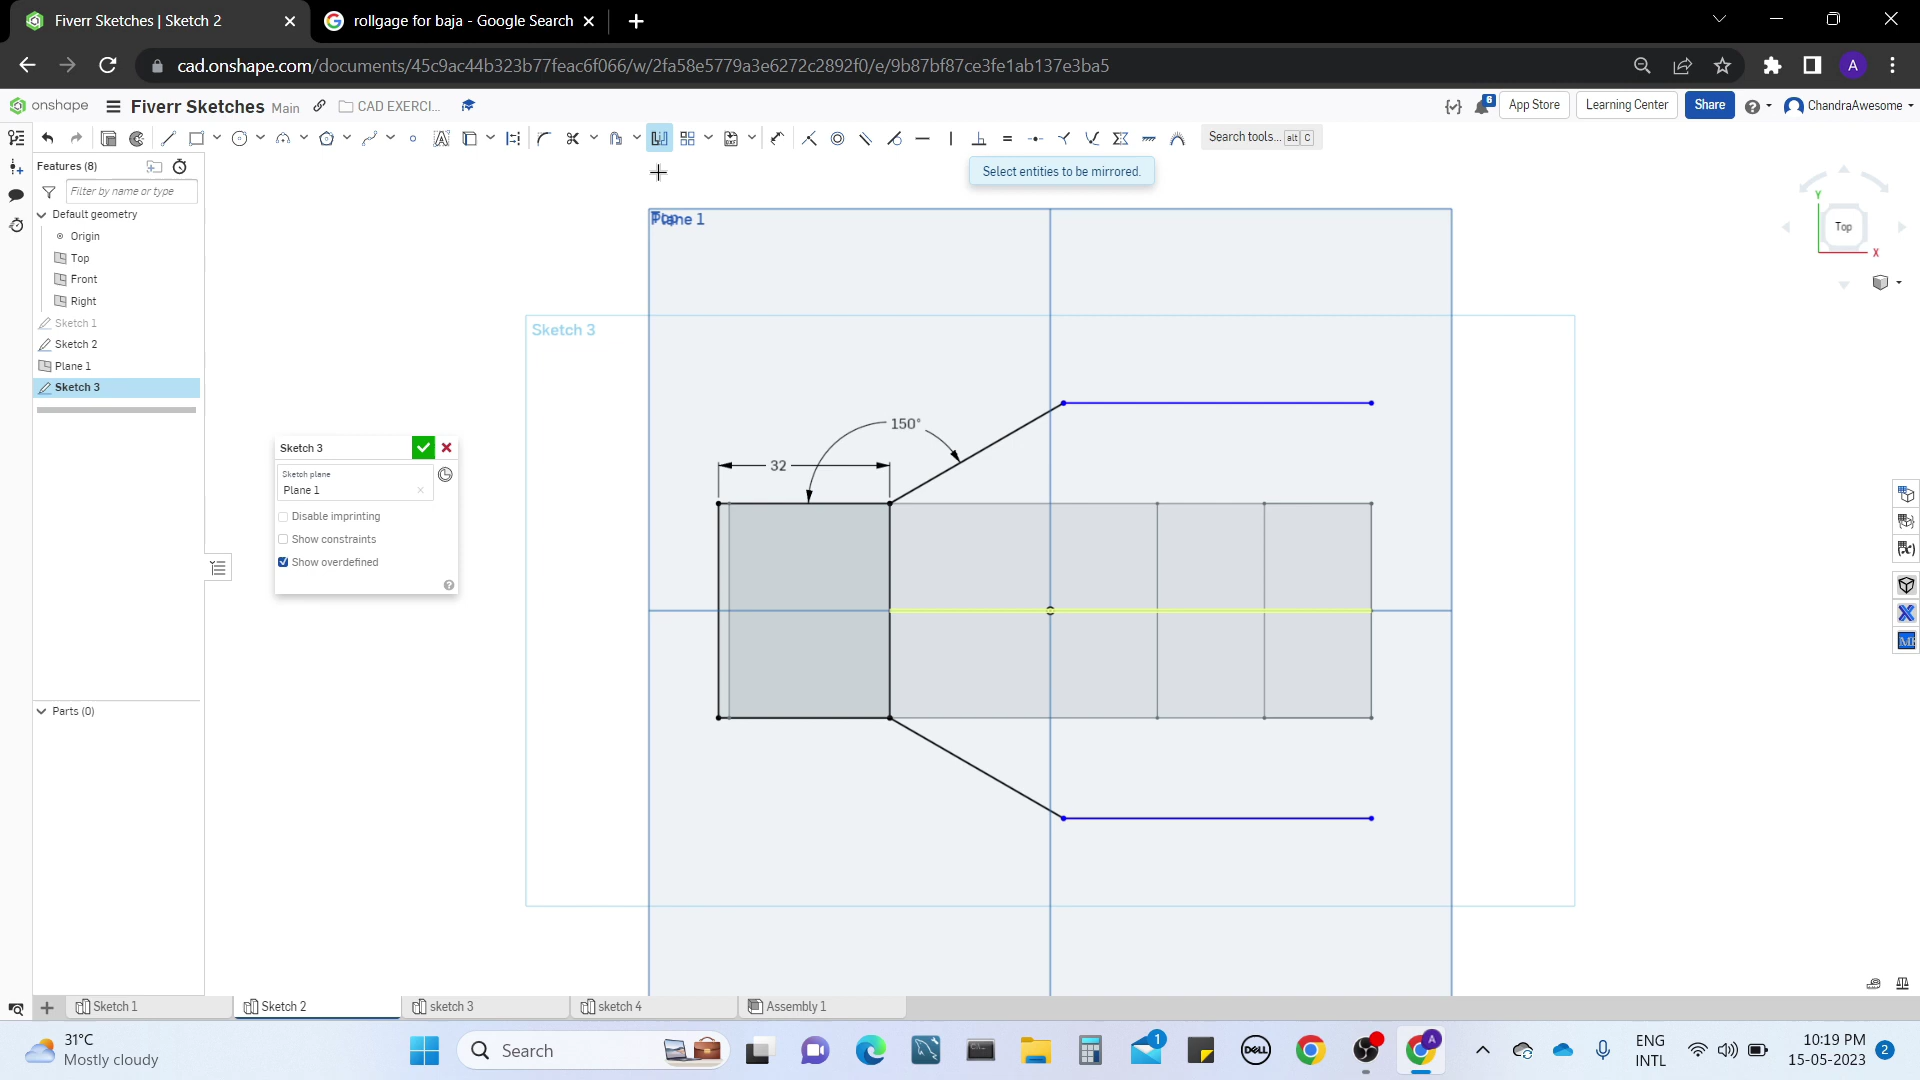 Fiverr Sketches | Sketch 2
rollgage for baja - Google Search
cad.onshape.com/documents/45c9ac44b323b77feac6f066/w/2fa58e5779a3e6272c2892f0/e/9b87bf87ce3fe1ab137e3ba5
A
onshape
Fiverr Sketches Main
CAD EXERCI...
6
App Store
Learning Center
Share
ChandraAwesome
Search tools... alt C
Features (8)
Select entities to be mirrored.
Filter by name or type
Default geometry
Origin
Top
Front
Right
Sketch 1
Sketch 2
Plane 1
Sketch 3
Plane 1
Sketch 3
Y
Top
X
150°
32
Sketch 3
Sketch plane
Plane 1
Disable imprinting
Show constraints
Show overdefined
Parts (0)
Sketch 1
Sketch 2
sketch 3
sketch 4
Assembly 1
31°C
Mostly cloudy
Search
DELL
1
A
ENG
INTL
10:19 PM
15-05-2023
2